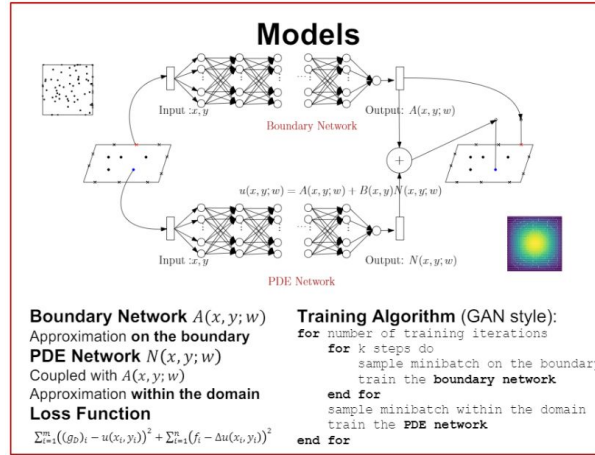 Models
Input :x, y
Output: A(x, y; w)
Boundary Network
+
u(x, y; w) = A(x, y; w) + B(x, y)N(x, y; w)
Input:x, y
Output: N(x, y; w)
PDE Network
Boundary Network A(x, y; w)
Approximation on the boundary
PDE Network N(x, y; w)
Coupled with A(x, y; w)
Approximation within the domain
Loss Function
∑ᵢ₌₁ᵐ((g_D)ᵢ − u(xᵢ, yᵢ))² + ∑ᵢ₌₁ⁿ(fᵢ − Δu(xᵢ, yᵢ))²
Training Algorithm (GAN style):
for number of training iterations
for k steps do
sample minibatch on the boundary
train the boundary network
end for
sample minibatch within the domain
train the PDE network
end for